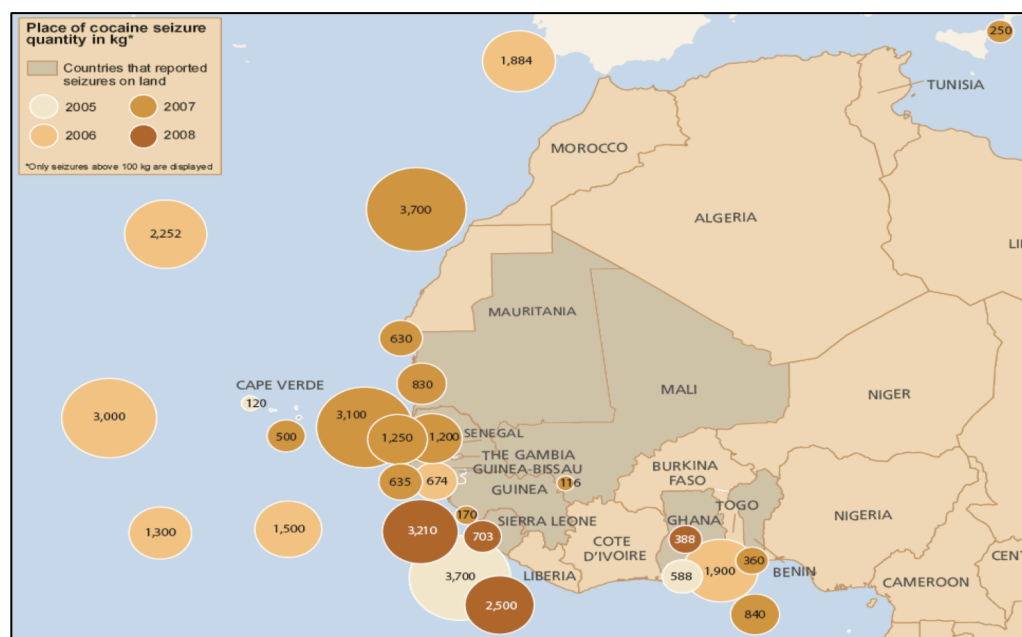 Place of cocaine seizure
quantity in kg*
Countries that reported
seizures on land
2005
2007
2006
2008
*Only seizures above 100 kg are displayed
250
1,884
TUNISIA
MOROCCO
3,700
ALGERIA
2,252
LI
MAURITANIA
630
MALI
CAPE VERDE
830
NIGER
120
3,000
3,100
500
1,250
1,200
SENEGAL
THE GAMBIA
GUINEA-BISSAU
BURKINA
FASO
635
674
GUINEA
116
TOGO
170
SIERRA LEONE
GHANA
NIGERIA
1,300
1,500
3,210
703
COTE
D'IVOIRE
388
CENT
360
3,700
LIBERIA
588
1,900
BENIN
CAMEROON
2,500
840